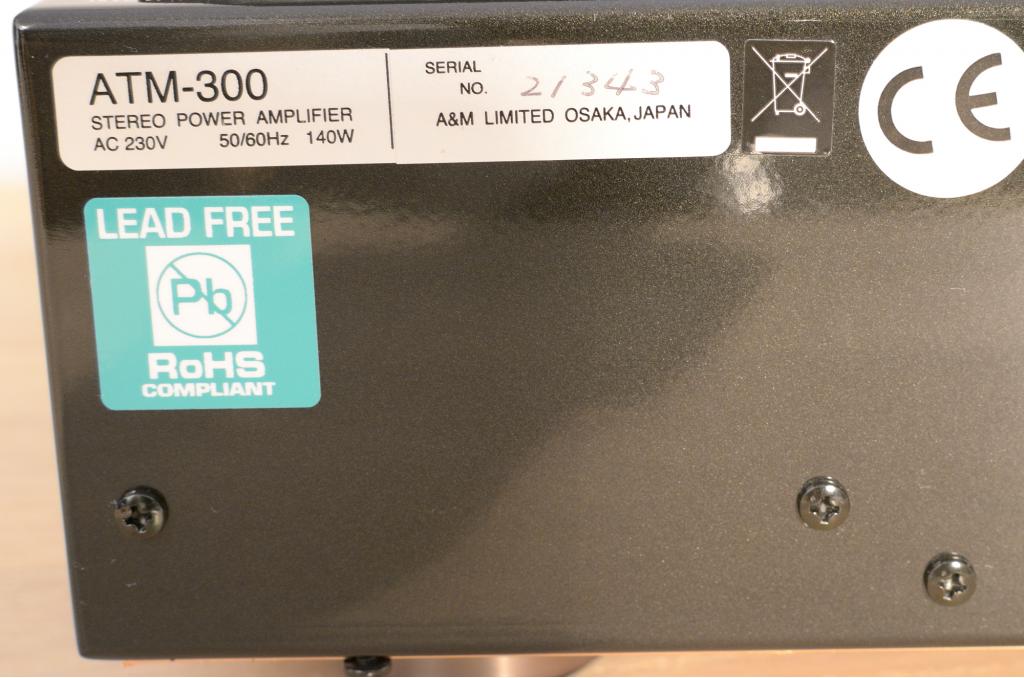 ATM-300
STEREO POWER AMPLIFIER
AC 230V 50/60Hz 140W
SERIAL
NO. 21343
A&M LIMITED OSAKA, JAPAN
CE
LEAD FREE
Pb
RoHS
COMPLIANT